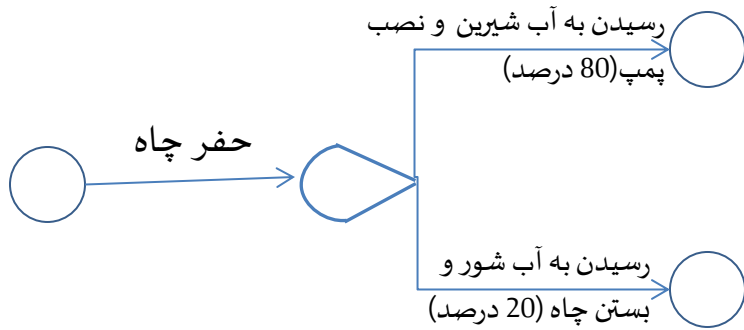 رسیدن به آب شیرین و نصب
پمپ(80 درصد)
حفر چاه
رسیدن به آب شور و
بستن چاه (20 درصد)